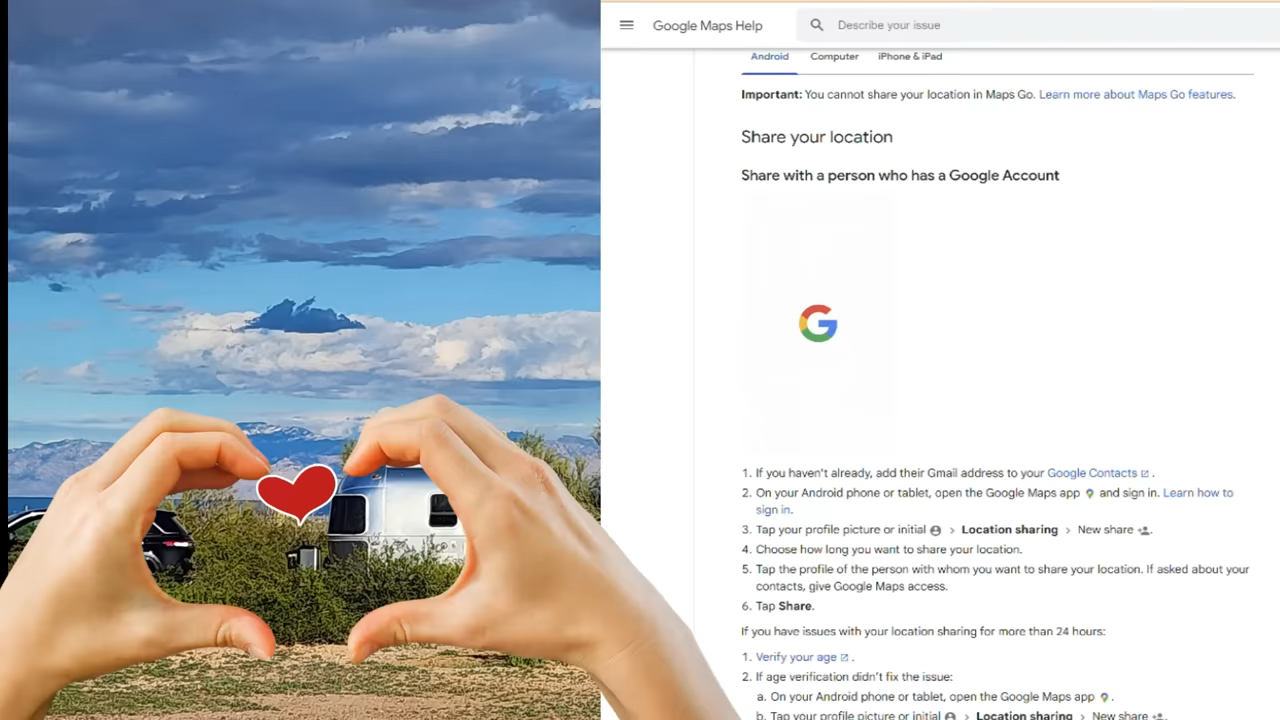 Google Maps Help
Describe your issue
Android Computer iPhone & iPad
Important: You cannot share your location in Maps Go. Learn more about Maps Go features.
Share your location
Share with a person who has a Google Account
1. If you haven't already, add their Gmail address to your Google Contacts .
2. On your Android phone or tablet, open the Google Maps app and sign in. Learn how to
sign in.
3. Tap your profile picture or initial > Location sharing > New share .
4. Choose how long you want to share your location.
5. Tap the profile of the person with whom you want to share your location. If asked about your
contacts, give Google Maps access.
6. Tap Share.
If you have issues with your location sharing for more than 24 hours:
1. Verify your age .
2. If age verification didn't fix the issue:
a. On your Android phone or tablet, open the Google Maps app .
b. Tap your profile picture or initial > Location sharing > New share .